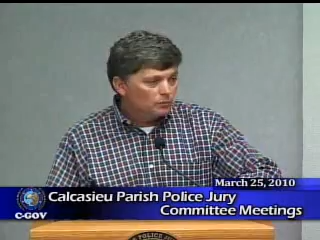 March 25, 2010
Calcasieu Parish Police Jury
Committee Meetings
C-GOV